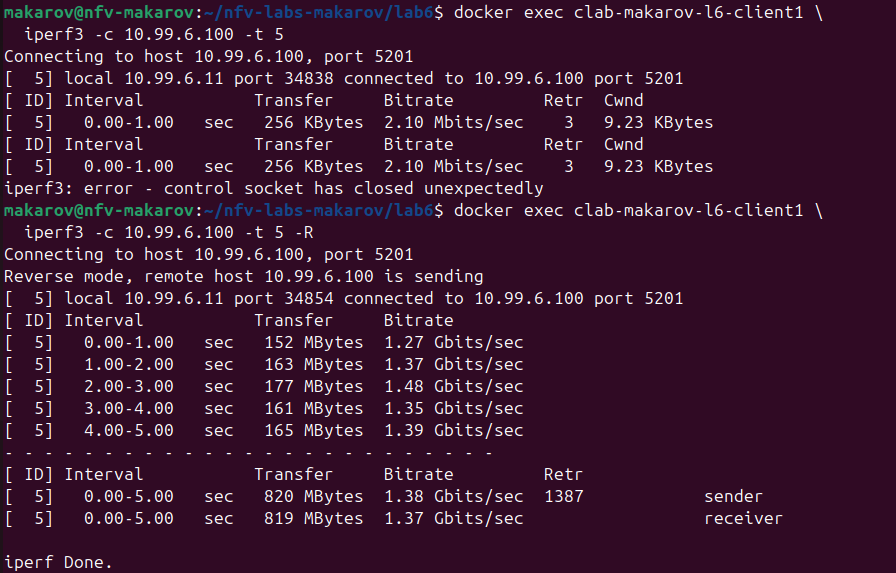 makarov@nfv-makarov:~/nfv-labs-makarov/lab6$ docker exec clab-makarov-l6-client1 \
  iperf3 -c 10.99.6.100 -t 5
Connecting to host 10.99.6.100, port 5201
[  5] local 10.99.6.11 port 34838 connected to 10.99.6.100 port 5201
[ ID] Interval           Transfer     Bitrate         Retr  Cwnd
[  5]   0.00-1.00   sec   256 KBytes  2.10 Mbits/sec    3   9.23 KBytes
[ ID] Interval           Transfer     Bitrate         Retr  Cwnd
[  5]   0.00-1.00   sec   256 KBytes  2.10 Mbits/sec    3   9.23 KBytes
iperf3: error - control socket has closed unexpectedly
makarov@nfv-makarov:~/nfv-labs-makarov/lab6$ docker exec clab-makarov-l6-client1 \
  iperf3 -c 10.99.6.100 -t 5 -R
Connecting to host 10.99.6.100, port 5201
Reverse mode, remote host 10.99.6.100 is sending
[  5] local 10.99.6.11 port 34854 connected to 10.99.6.100 port 5201
[ ID] Interval           Transfer     Bitrate
[  5]   0.00-1.00   sec   152 MBytes  1.27 Gbits/sec
[  5]   1.00-2.00   sec   163 MBytes  1.37 Gbits/sec
[  5]   2.00-3.00   sec   177 MBytes  1.48 Gbits/sec
[  5]   3.00-4.00   sec   161 MBytes  1.35 Gbits/sec
[  5]   4.00-5.00   sec   165 MBytes  1.39 Gbits/sec
- - - - - - - - - - - - - - - - - - - - - - - - -
[ ID] Interval           Transfer     Bitrate         Retr
[  5]   0.00-5.00   sec   820 MBytes  1.38 Gbits/sec  1387            sender
[  5]   0.00-5.00   sec   819 MBytes  1.37 Gbits/sec                  receiver

iperf Done.